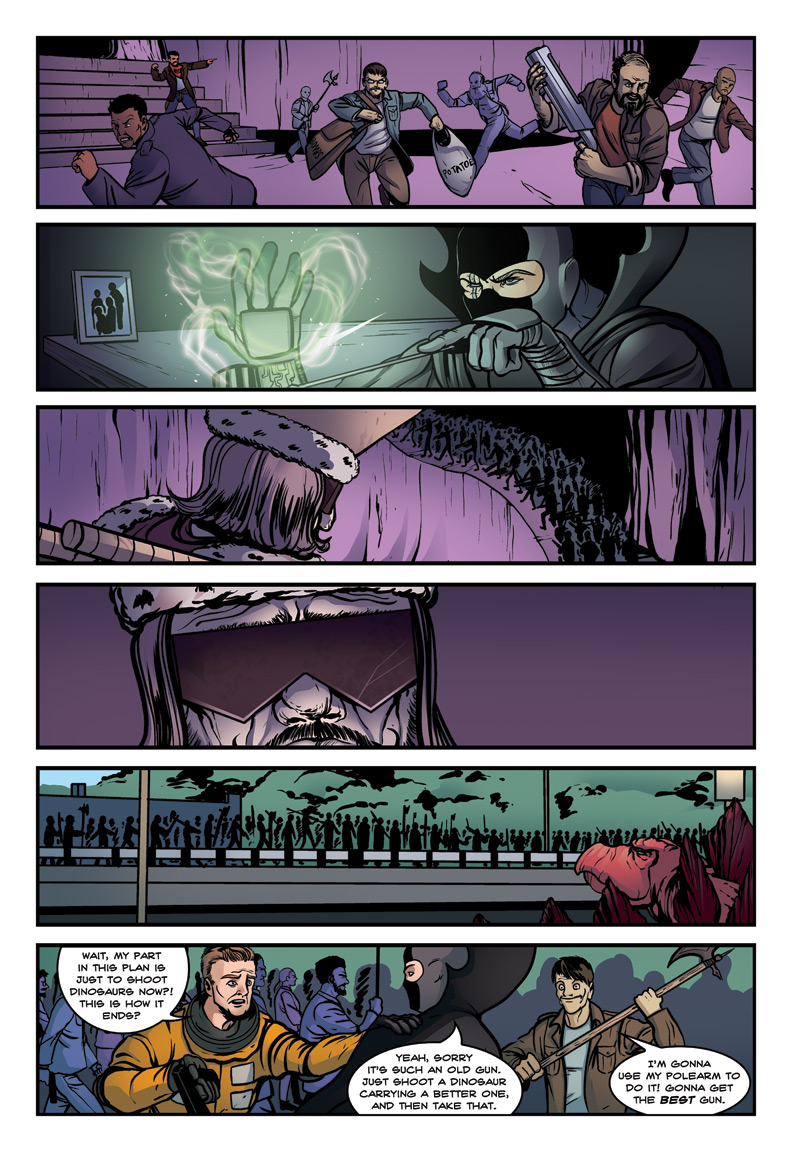 POTATOE
WAIT, MY PART
IN THIS PLAN IS
JUST TO SHOOT
DINOSAURS NOW?!
THIS IS HOW IT
ENDS?
YEAH, SORRY
IT'S SUCH AN OLD GUN.
JUST SHOOT A DINOSAUR
CARRYING A BETTER ONE,
AND THEN TAKE THAT.
I'M GONNA
USE MY POLEARM TO
DO IT! GONNA GET
THE BEST GUN.